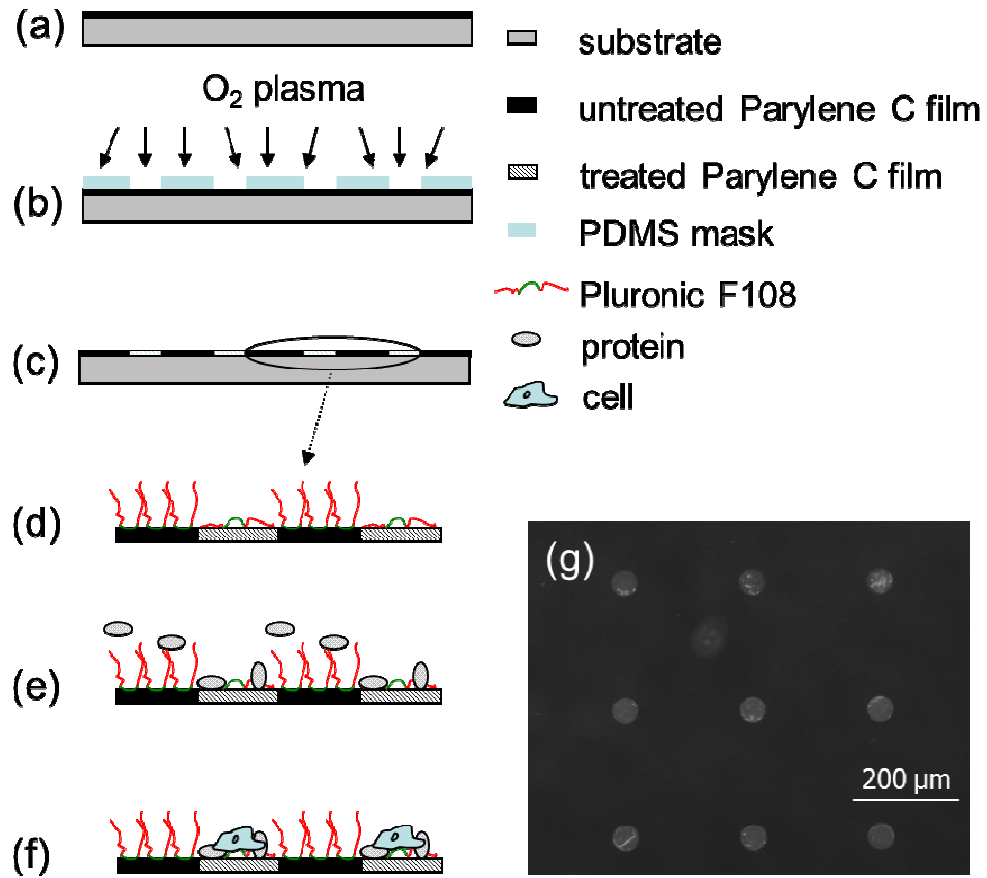 (a)
O₂ plasma
(b)
(c)
(d)
(e)
(f)
substrate
untreated Parylene C film
treated Parylene C film
PDMS mask
Pluronic F108
protein
cell
(g)
200 µm